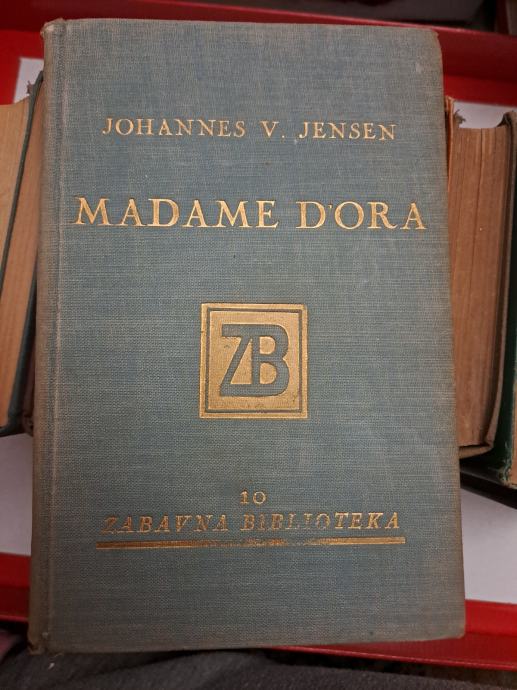 JOHANNES V. JENSEN
MADAME D'ORA
ZB
10
ZABAVNA BIBLIOTEKA